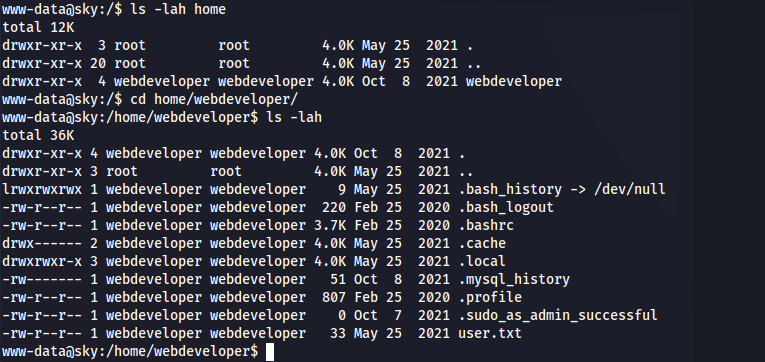 www-data@sky:/$ ls -lah home
total 12K
drwxr-xr-x  3 root         root         4.0K May 25  2021 .
drwxr-xr-x 20 root         root         4.0K May 25  2021 ..
drwxr-xr-x  4 webdeveloper webdeveloper 4.0K Oct  8  2021 webdeveloper
www-data@sky:/$ cd home/webdeveloper/
www-data@sky:/home/webdeveloper$ ls -lah
total 36K
drwxr-xr-x 4 webdeveloper webdeveloper 4.0K Oct  8  2021 .
drwxr-xr-x 3 root         root         4.0K May 25  2021 ..
lrwxrwxrwx 1 webdeveloper webdeveloper    9 May 25  2021 .bash_history -> /dev/null
-rw-r--r-- 1 webdeveloper webdeveloper  220 Feb 25  2020 .bash_logout
-rw-r--r-- 1 webdeveloper webdeveloper 3.7K Feb 25  2020 .bashrc
drwx------ 2 webdeveloper webdeveloper 4.0K May 25  2021 .cache
drwxrwxr-x 3 webdeveloper webdeveloper 4.0K May 25  2021 .local
-rw------- 1 webdeveloper webdeveloper   51 Oct  8  2021 .mysql_history
-rw-r--r-- 1 webdeveloper webdeveloper  807 Feb 25  2020 .profile
-rw-r--r-- 1 webdeveloper webdeveloper    0 Oct  7  2021 .sudo_as_admin_successful
-rw-r--r-- 1 webdeveloper webdeveloper   33 May 25  2021 user.txt
www-data@sky:/home/webdeveloper$